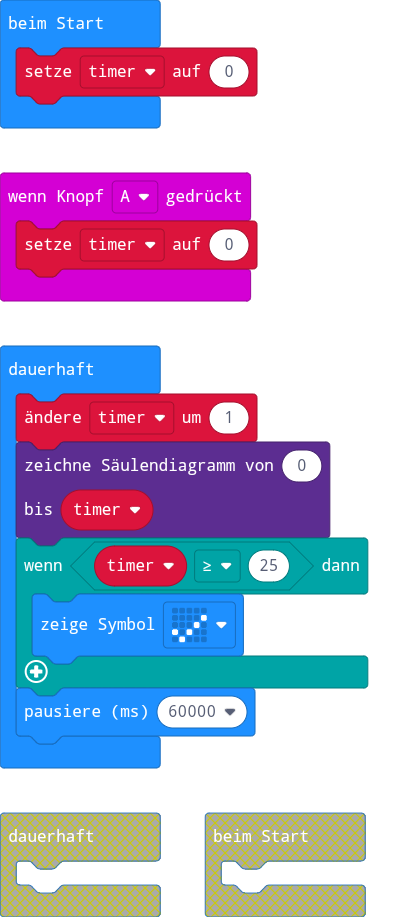 beim Start
setze timer auf 0
wenn Knopf A gedrückt
setze timer auf 0
dauerhaft
ändere timer um 1
zeichne Säulendiagramm von 0
bis timer
wenn timer ≥ 25 dann
zeige Symbol
pausiere (ms) 60000
dauerhaft beim Start